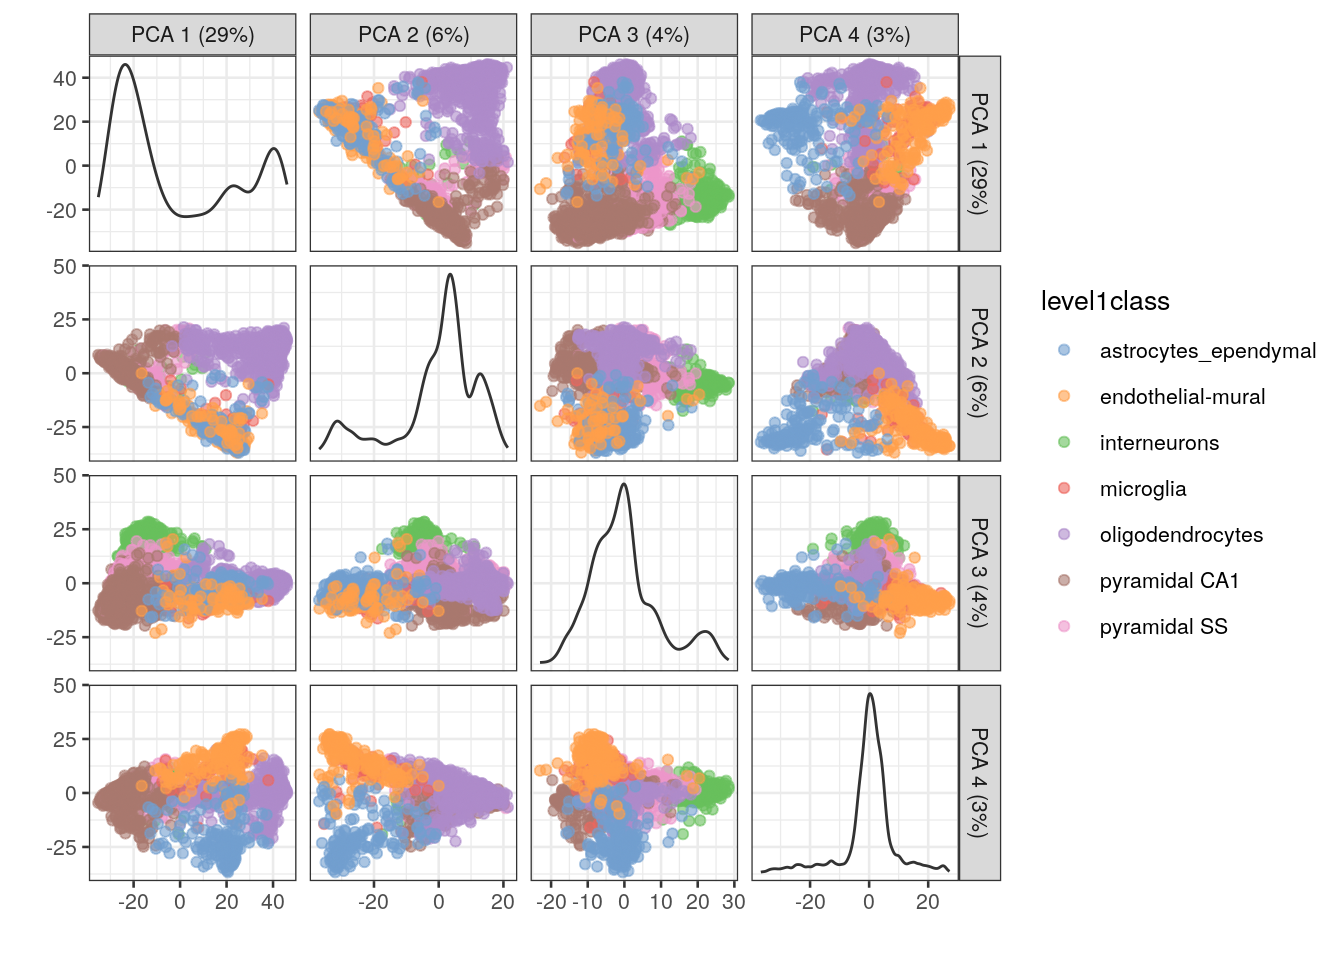 PCA 1 (29%) PCA 2 (6%) PCA 3 (4%) PCA 4 (3%)
40
20
0
-20
PCA 1 (29%)
50
25
0
-25
PCA 2 (6%)
50
25
0
-25
PCA 3 (4%)
50
25
0
-25
PCA 4 (3%)
-20 0 20 40 -20 0 20 -20 -10 0 10 20 30 -20 0 20
level1class
astrocytes_ependymal
endothelial-mural
interneurons
microglia
oligodendrocytes
pyramidal CA1
pyramidal SS